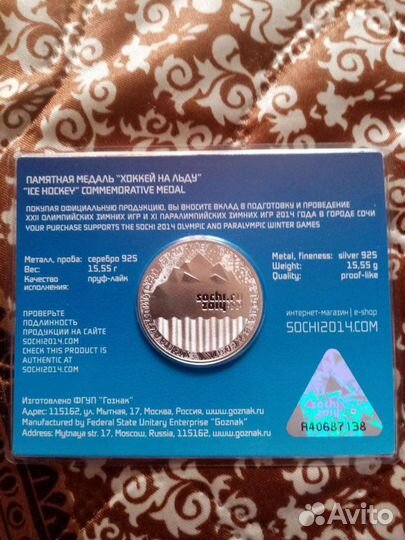 ПАМЯТНАЯ МЕДАЛЬ "ХОККЕЙ НА ЛЬДУ"
"ICE HOCKEY" COMMEMORATIVE MEDAL
ПОКУПАЯ ОФИЦИАЛЬНУЮ ПРОДУКЦИЮ, ВЫ ВНОСИТЕ ВКЛАД В ПОДГОТОВКУ И ПРОВЕДЕНИЕ
XXII ОЛИМПИЙСКИХ ЗИМНИХ ИГР И XI ПАРАЛИМПИЙСКИХ ЗИМНИХ ИГР 2014 ГОДА В ГОРОДЕ СОЧИ
YOUR PURCHASE SUPPORTS THE SOCHI 2014 OLYMPIC AND PARALYMPIC WINTER GAMES
Металл, проба: серебро 925
Вес: 15,55 г
Качество исполнения: пруф-лайк
Metal, fineness: silver 925
Weight: 15,55 g
Quality: proof-like
sochi.ru
2014
ПРОВЕРЬТЕ
ПОДЛИННОСТЬ
ПРОДУКЦИИ НА САЙТЕ
SOCHI2014.COM
CHECK THIS PRODUCT IS
AUTHENTIC AT
SOCHI2014.COM
интернет-магазин | e-shop
SOCHI2014.COM
sochi
2014
A40687138
Изготовлено ФГУП "Гознак"
Адрес: 115162, ул. Мытная, 17, Москва, Россия, www.goznak.ru
Manufactured by Federal State Unitary Enterprise "Goznak"
Address: Mytnaya str. 17, Moscow, Russia, 115162, www.goznak.ru
Avito